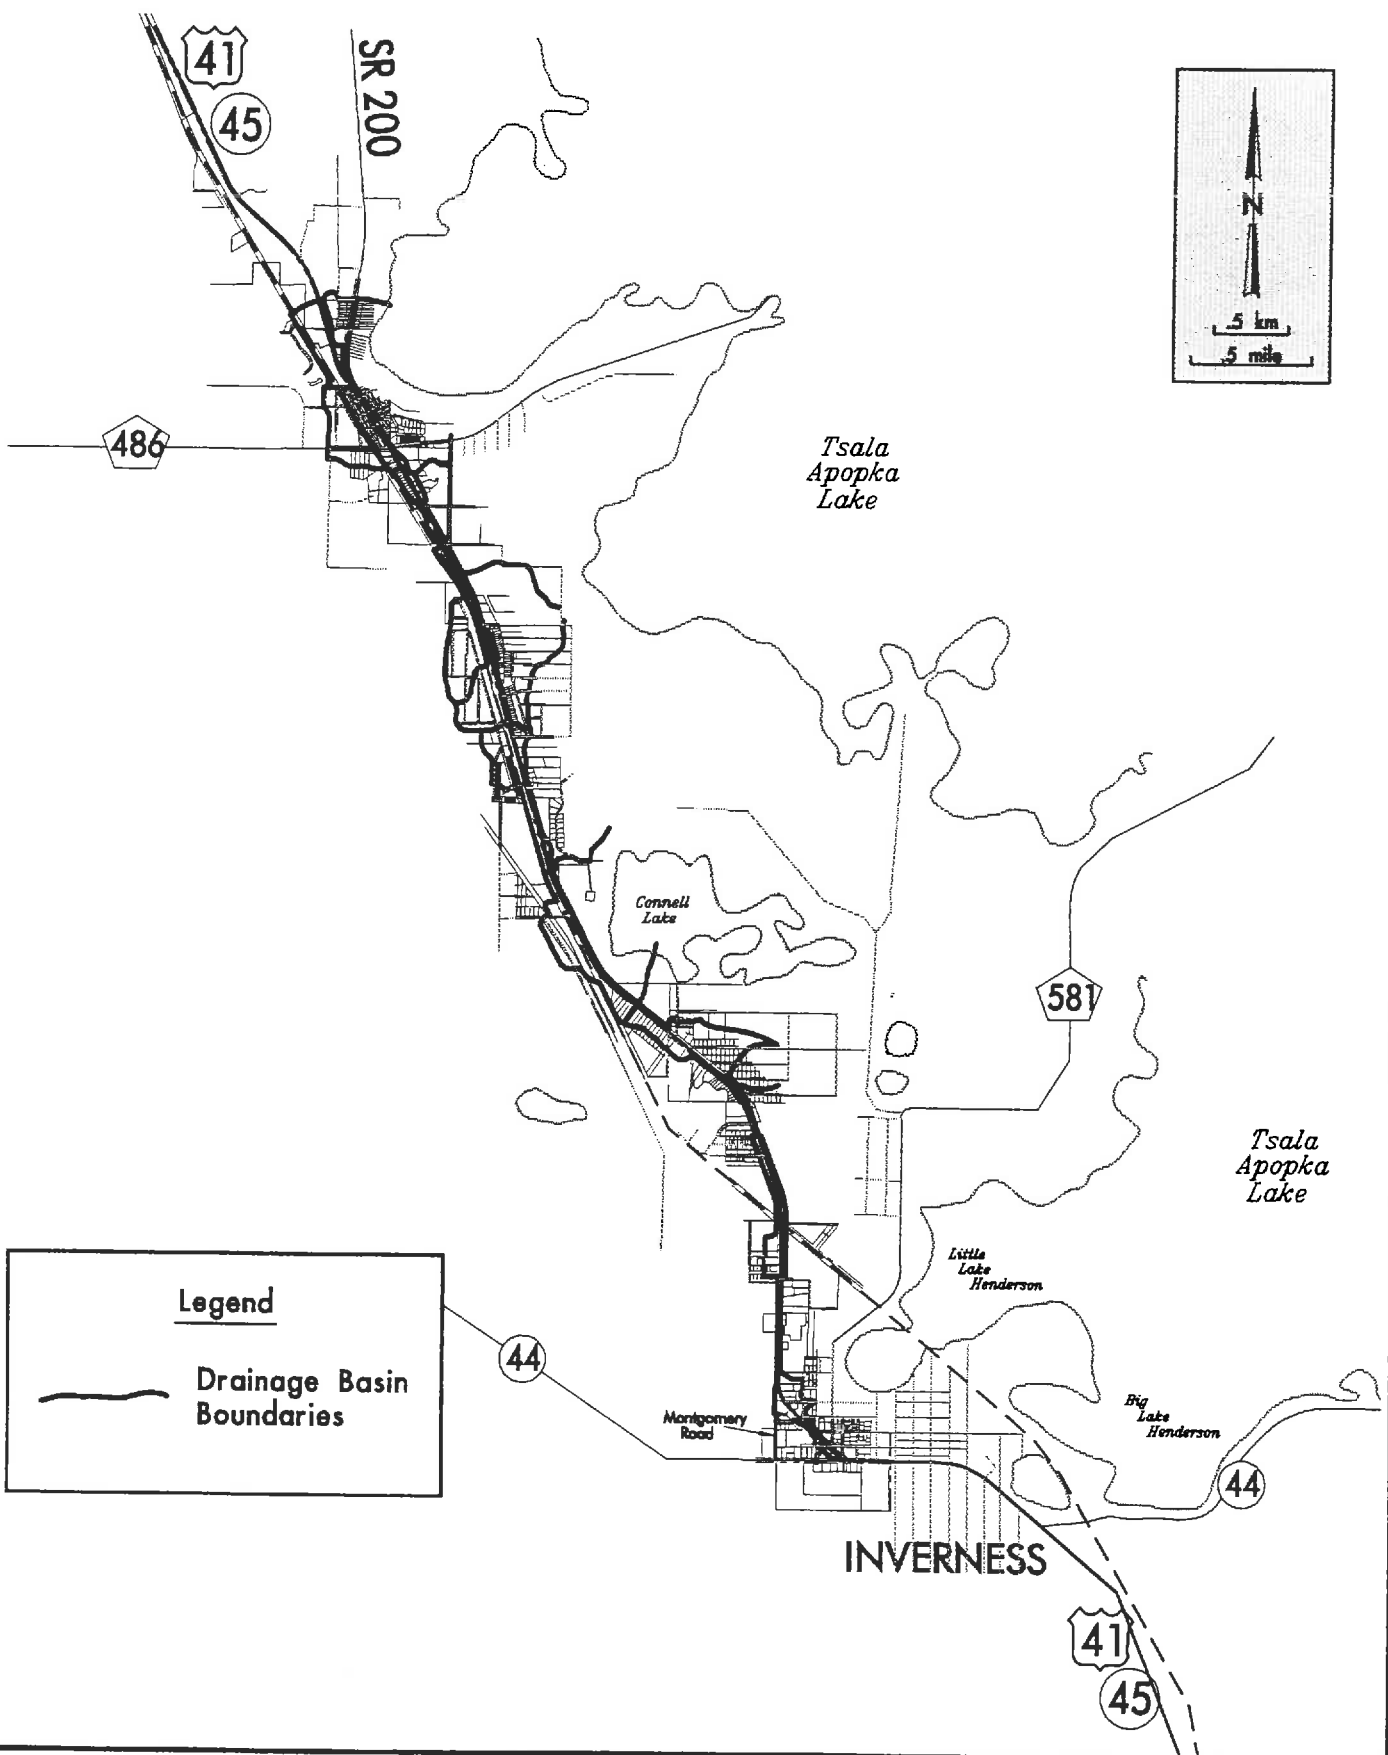 41
45
SR 200
N
.5 km
.5 mile
486
Tsala
Apopka
Lake
Connell
Lake
581
Tsala
Apopka
Lake
Little
Lake
Henderson
Legend
Drainage Basin
Boundaries
44
Montgomery
Road
Big
Lake
Henderson
44
INVERNESS
41
45